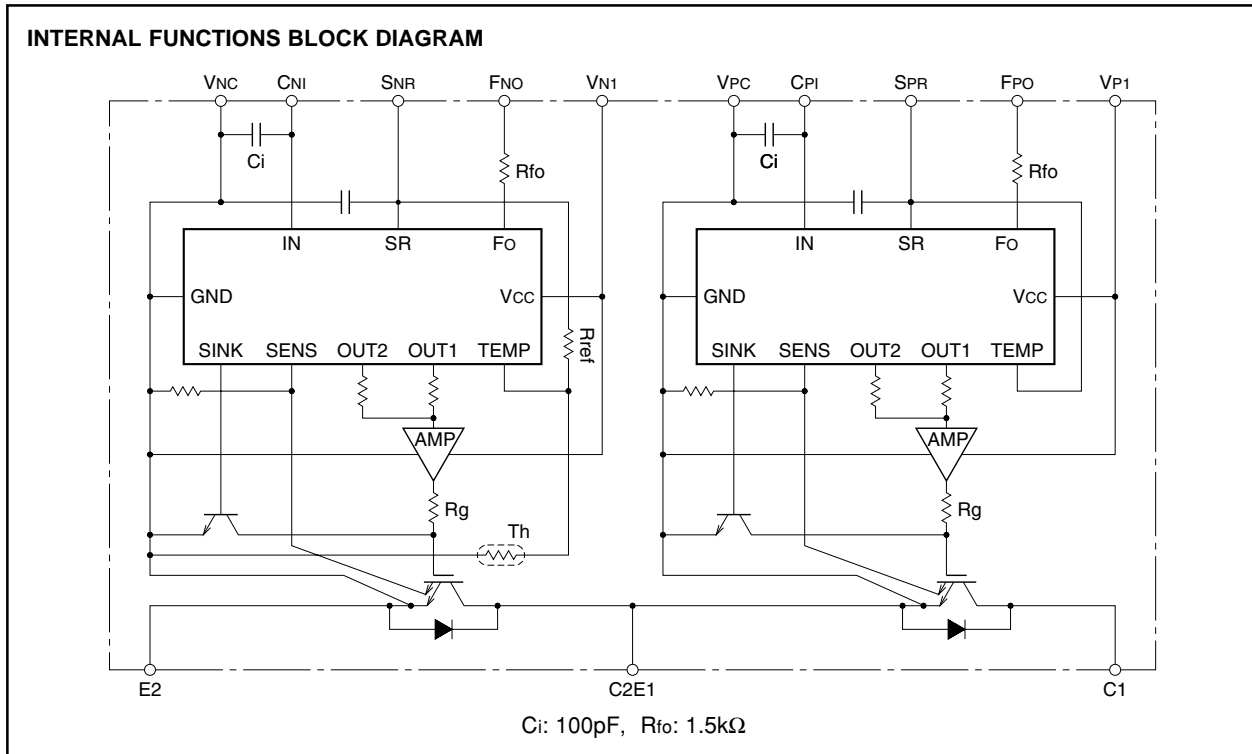 INTERNAL FUNCTIONS BLOCK DIAGRAM
VNC CNI SNR FNO VN1 VPC CPI SPR FPO VP1
Ci Rfo Ci Rfo
IN SR FO IN SR FO
GND VCC GND VCC
Rref
SINK SENS OUT2 OUT1 TEMP SINK SENS OUT2 OUT1 TEMP
AMP AMP
Rg Rg
Th
E2 C2E1 C1
Ci: 100pF, Rfo: 1.5kΩ